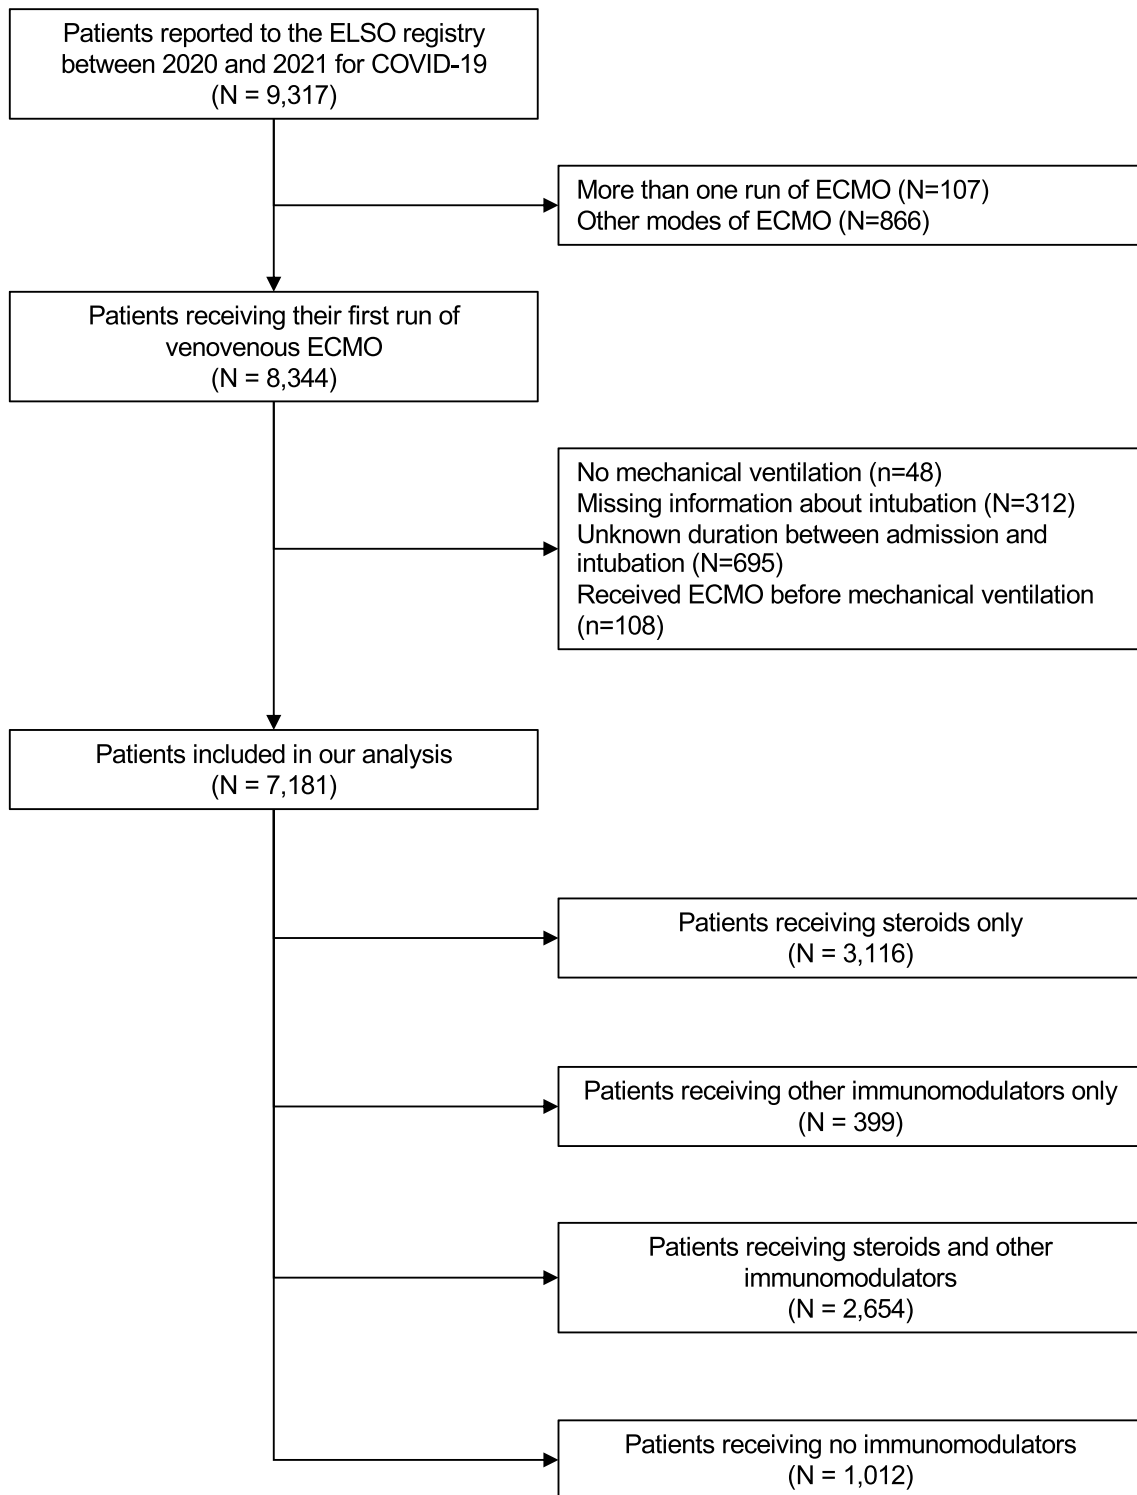 Patients reported to the ELSO registry
between 2020 and 2021 for COVID-19
(N = 9,317)
More than one run of ECMO (N=107)
Other modes of ECMO (N=866)
Patients receiving their first run of
venovenous ECMO
(N = 8,344)
No mechanical ventilation (n=48)
Missing information about intubation (N=312)
Unknown duration between admission and
intubation (N=695)
Received ECMO before mechanical ventilation
(n=108)
Patients included in our analysis
(N = 7,181)
Patients receiving steroids only
(N = 3,116)
Patients receiving other immunomodulators only
(N = 399)
Patients receiving steroids and other
immunomodulators
(N = 2,654)
Patients receiving no immunomodulators
(N = 1,012)